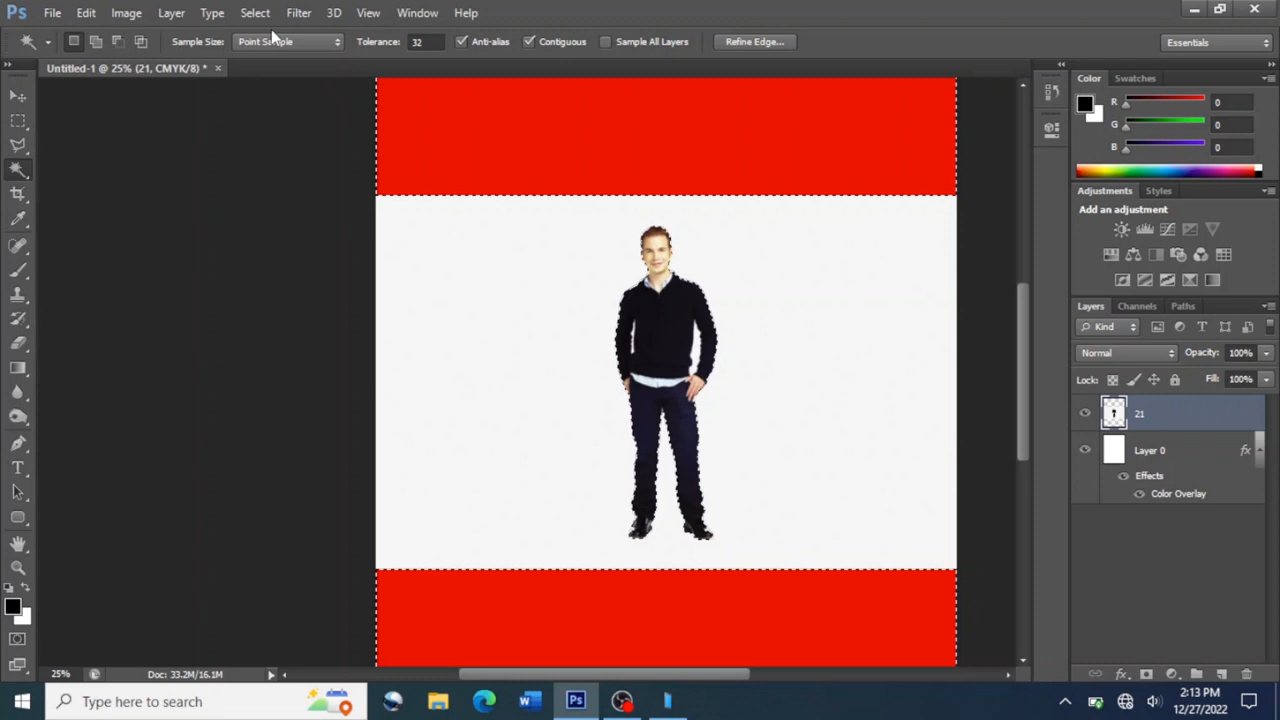 Ps File Edit Image Layer Type Select Filter 3D View Window Help
Sample Size: Point Sample Tolerance: 32 Anti-alias Contiguous Sample All Layers Refine Edge... Essentials
Untitled-1 @ 25% (21, CMYK/8) * ×
Color Swatches
R 0
G 0
B 0
Adjustments Styles
Add an adjustment
Layers Channels Paths
Kind
Normal Opacity: 100%
Lock: Fill: 100%
21
Layer 0 fx
Effects
Color Overlay
25% Doc: 33.2M/16.1M
Type here to search
2:13 PM
12/27/2022